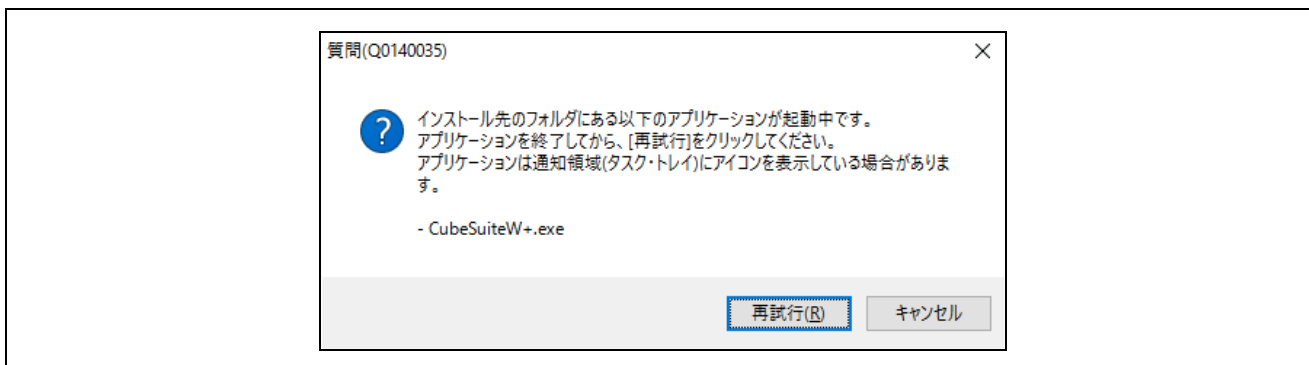 質問(Q0140035)
インストール先のフォルダにある以下のアプリケーションが起動中です。
アプリケーションを終了してから、[再試行]をクリックしてください。
アプリケーションは通知領域(タスク・トレイ)にアイコンを表示している場合がありま
す。
- CubeSuiteW+.exe
再試行(R)
キャンセル